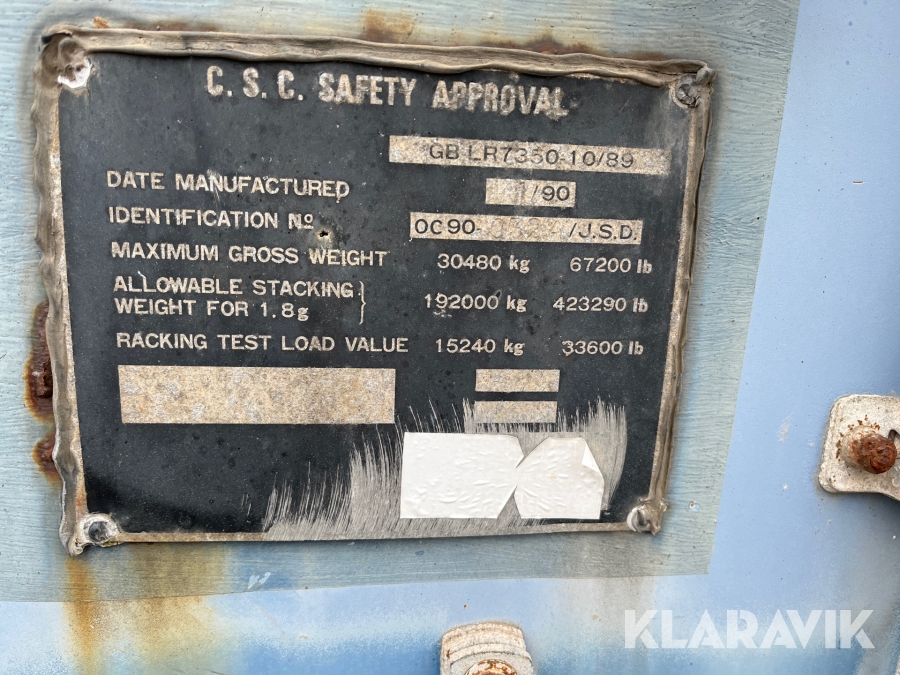 C. S. C. SAFETY APPROVAL
GB LR7350-10/89
DATE MANUFACTURED /90
IDENTIFICATION Nº OC90- /J.S.D.
MAXIMUM GROSS WEIGHT 30480 kg 67200 lb
ALLOWABLE STACKING
WEIGHT FOR 1.8g } 192000 kg 423290 lb
RACKING TEST LOAD VALUE 15240 kg 33600 lb
KLARAVIK